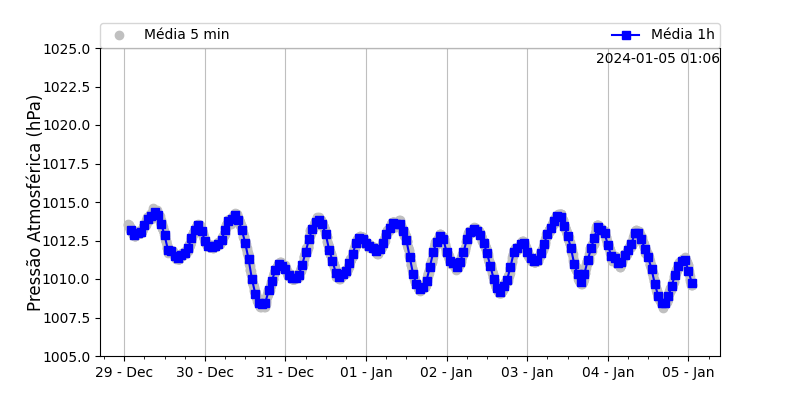 Média 5 min
Média 1h
2024-01-05 01:06
Pressão Atmosférica (hPa)
1025.0
1022.5
1020.0
1017.5
1015.0
1012.5
1010.0
1007.5
1005.0
29 - Dec
30 - Dec
31 - Dec
01 - Jan
02 - Jan
03 - Jan
04 - Jan
05 - Jan